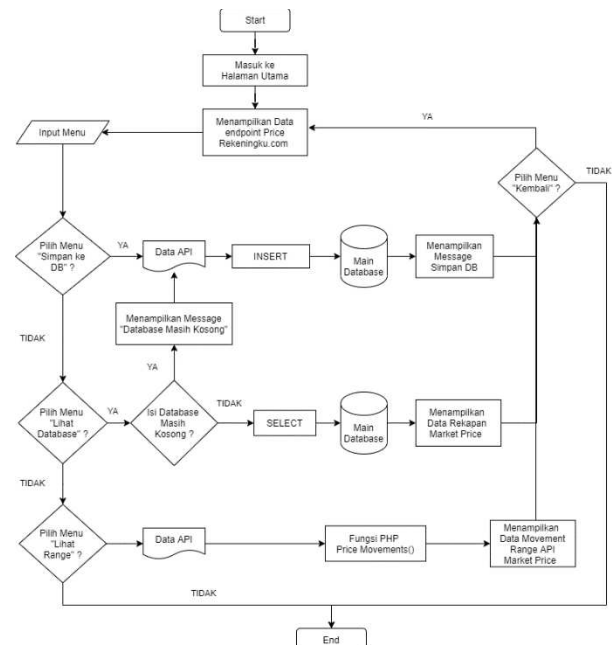 Start
Masuk ke
Halaman Utama
Menampilkan Data
endpoint Price
Rekeningku.com
Input Menu
YA
TIDAK
Pilih Menu
"Kembali" ?
Pilih Menu
"Simpan ke
DB" ?
YA
Data API
INSERT
Main
Database
Menampilkan
Message
Simpan DB
Menampilkan Message
"Database Masih Kosong"
TIDAK
YA
Pilih Menu
"Lihat
Database" ?
YA
Isi Database
Masih
Kosong ?
TIDAK
SELECT
Main
Database
Menampilkan
Data Rekapan
Market Price
TIDAK
Pilih Menu
"Lihat
Range" ?
Data API
Fungsi PHP
Price Movements()
Menampilkan
Data Movement
Range API
Market Price
TIDAK
End